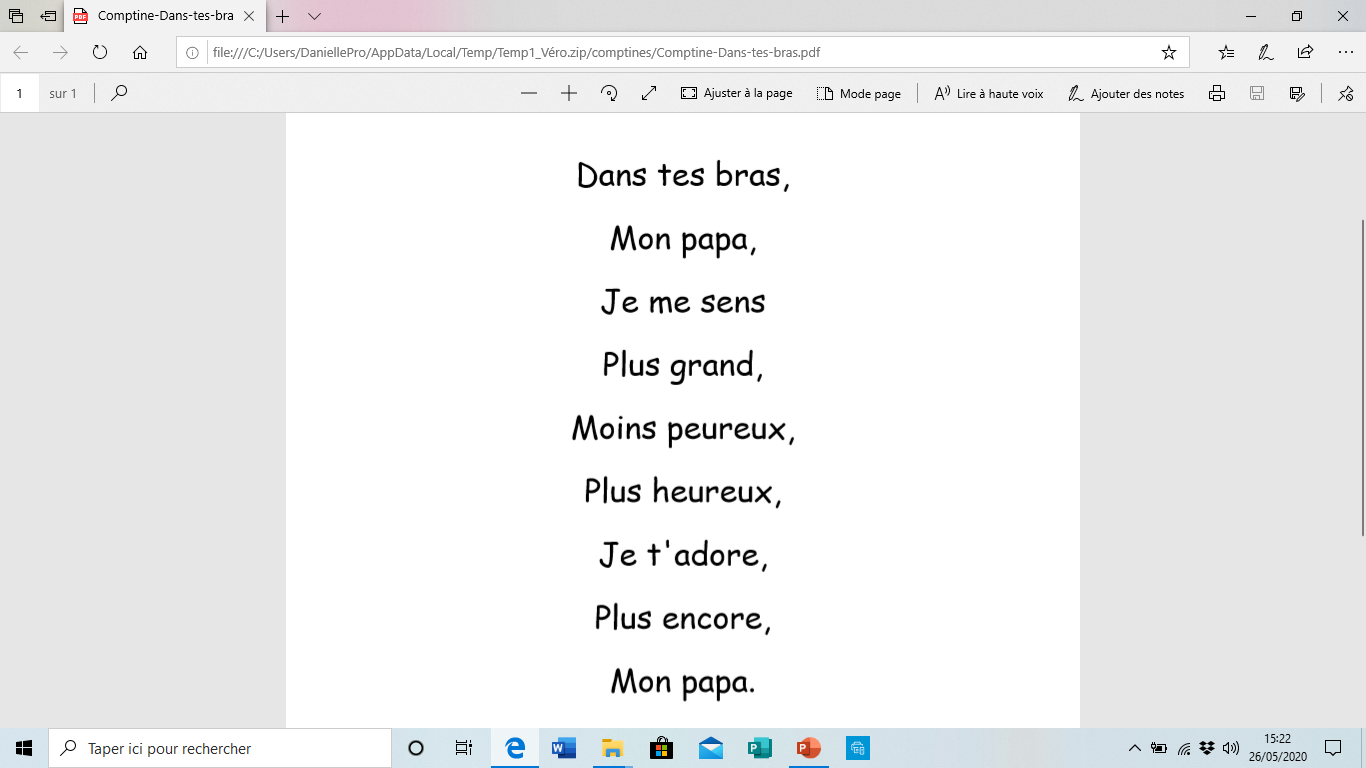 Comptine-Dans-tes-bra
file:///C:/Users/DaniellePro/AppData/Local/Temp/Temp1_Véro.zip/comptines/Comptine-Dans-tes-bras.pdf
1 sur 1 Ajuster à la page Mode page Lire à haute voix Ajouter des notes
Dans tes bras,
Mon papa,
Je me sens
Plus grand,
Moins peureux,
Plus heureux,
Je t'adore,
Plus encore,
Mon papa.
Taper ici pour rechercher
15:22
26/05/2020